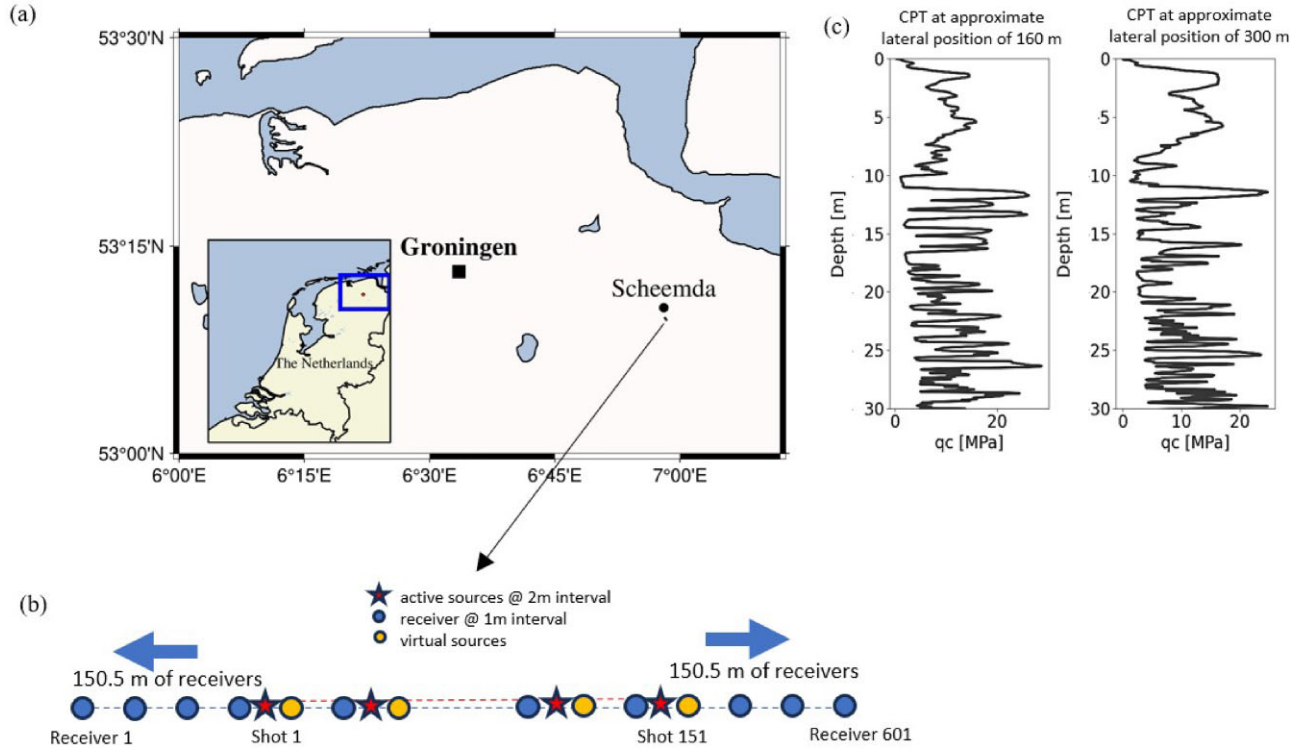 (a)
53°30'N
53°15'N
53°00'N
6°00'E
6°15'E
6°30'E
6°45'E
7°00'E
Groningen
Scheemda
The Netherlands
(c)
CPT at approximate
lateral position of 160 m
0
5
10
15
20
25
30
Depth [m]
0
20
qc [MPa]
CPT at approximate
lateral position of 300 m
0
5
10
15
20
25
30
Depth [m]
0
10
20
qc [MPa]
(b)
active sources @ 2m interval
receiver @ 1m interval
virtual sources
150.5 m of receivers
150.5 m of receivers
Receiver 1
Shot 1
Shot 151
Receiver 601